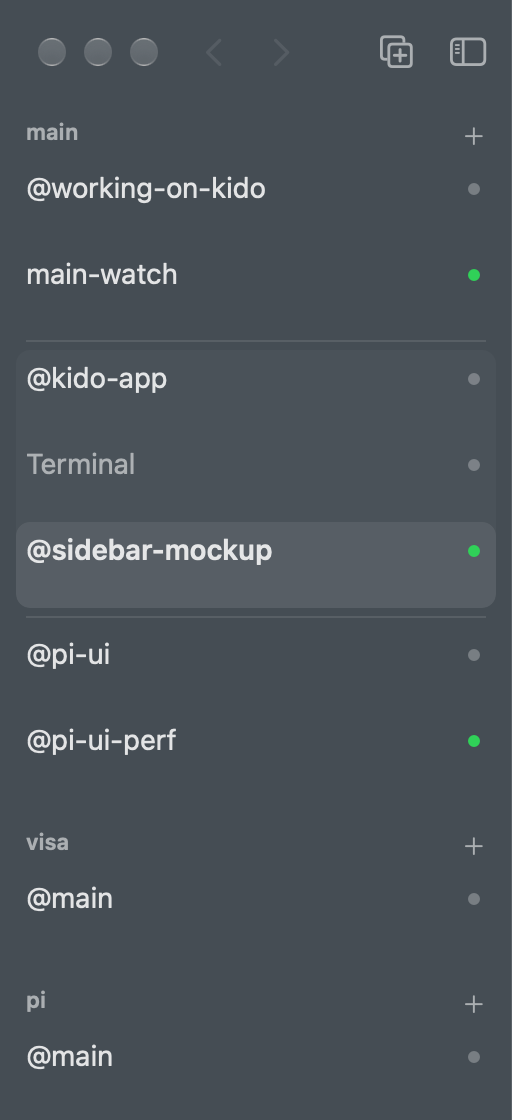 main
@working-on-kido
main-watch
@kido-app
Terminal
@sidebar-mockup
@pi-ui
@pi-ui-perf
visa
@main
pi
@main